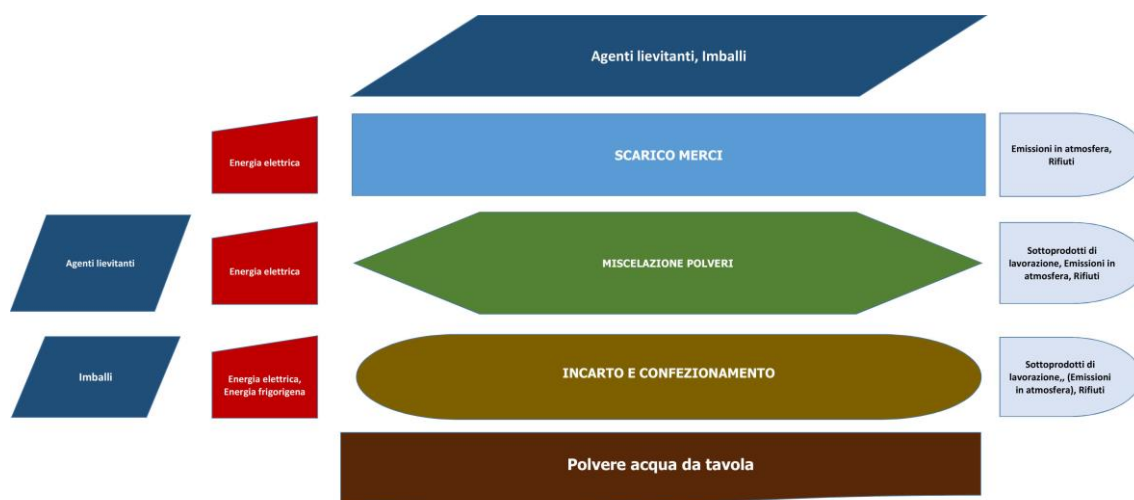 Agenti lievitanti, Imballi
Energia elettrica
SCARICO MERCI
Emissioni in atmosfera,
Rifiuti
Agenti lievitanti
Energia elettrica
MISCELAZIONE POLVERI
Sottoprodotti di
lavorazione, Emissioni in
atmosfera, Rifiuti
Imballi
Energia elettrica,
Energia frigorigena
INCARTO E CONFEZIONAMENTO
Sottoprodotti di
lavorazione,, (Emissioni
in atmosfera), Rifiuti
Polvere acqua da tavola